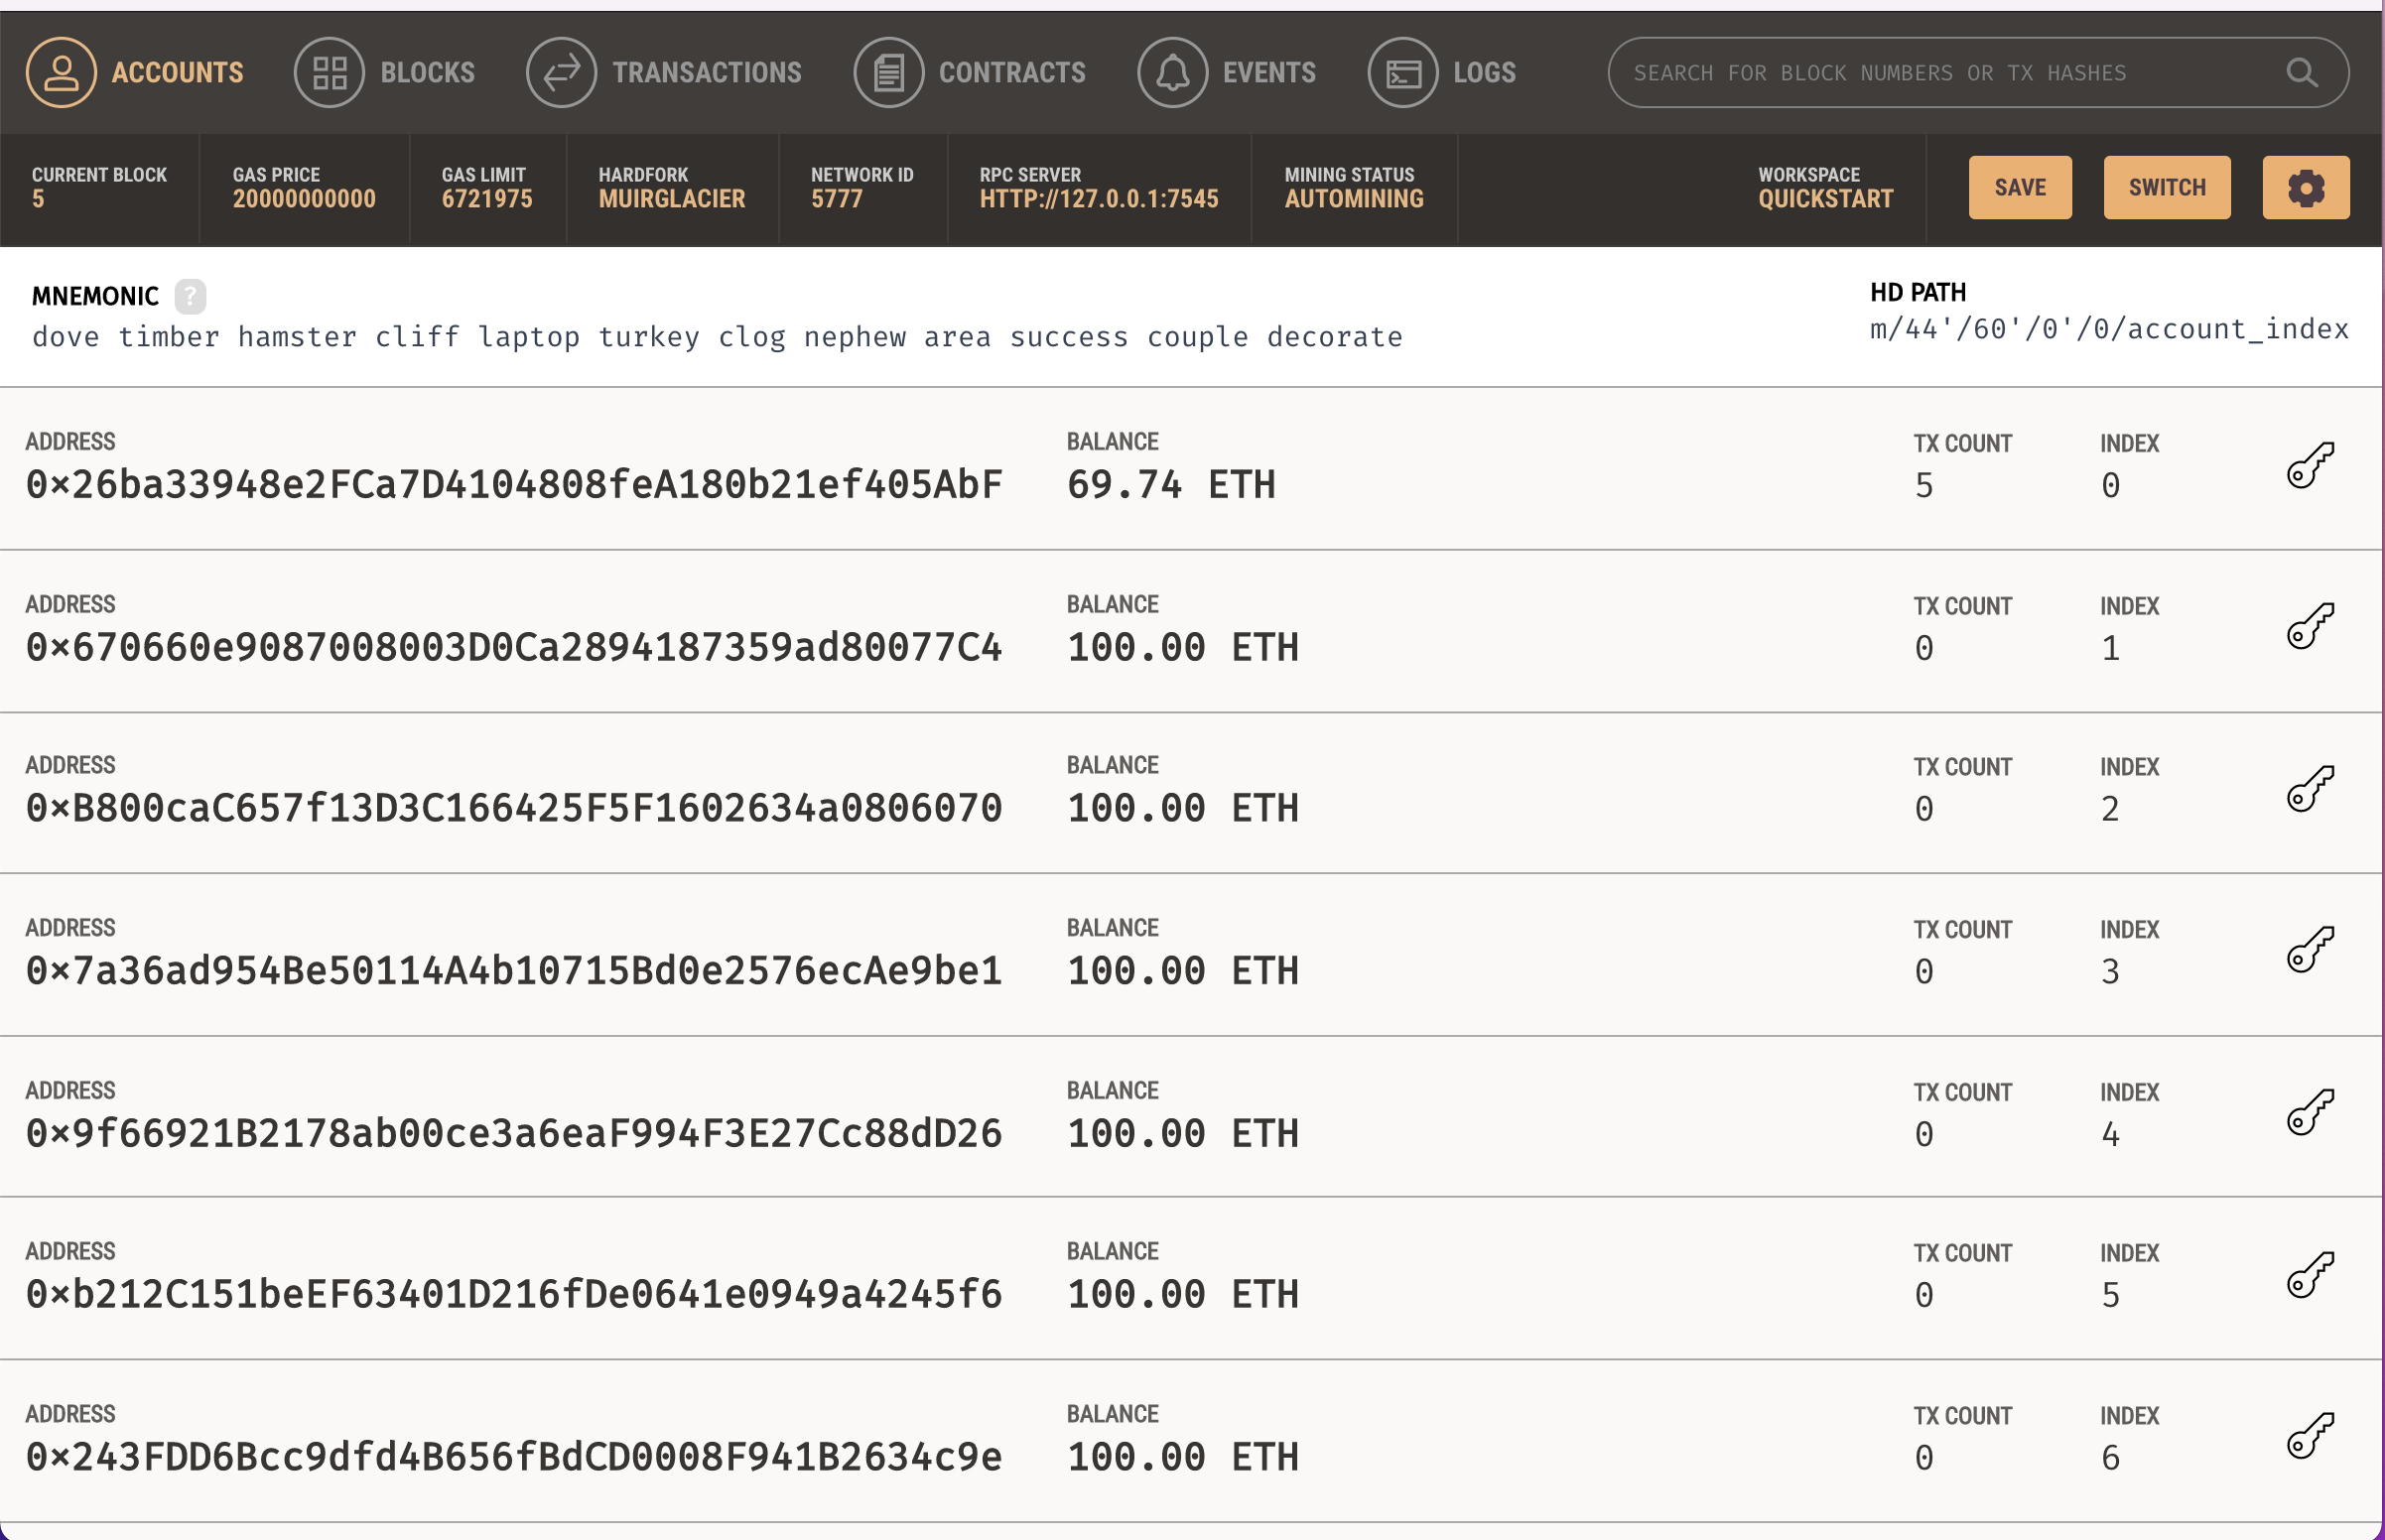 ACCOUNTS BLOCKS TRANSACTIONS CONTRACTS EVENTS LOGS SEARCH FOR BLOCK NUMBERS OR TX HASHES
CURRENT BLOCK GAS PRICE GAS LIMIT HARDFORK NETWORK ID RPC SERVER MINING STATUS WORKSPACE
5 20000000000 6721975 MUIRGLACIER 5777 HTTP://127.0.0.1:7545 AUTOMINING QUICKSTART SAVE SWITCH
MNEMONIC ? HD PATH
dove timber hamster cliff laptop turkey clog nephew area success couple decorate m/44'/60'/0'/0/account_index
ADDRESS BALANCE TX COUNT INDEX
0×26ba33948e2FCa7D4104808feA180b21ef405AbF 69.74 ETH 5 0
ADDRESS BALANCE TX COUNT INDEX
0×670660e9087008003D0Ca2894187359ad80077C4 100.00 ETH 0 1
ADDRESS BALANCE TX COUNT INDEX
0×B800caC657f13D3C166425F5F1602634a0806070 100.00 ETH 0 2
ADDRESS BALANCE TX COUNT INDEX
0×7a36ad954Be50114A4b10715Bd0e2576ecAe9be1 100.00 ETH 0 3
ADDRESS BALANCE TX COUNT INDEX
0×9f66921B2178ab00ce3a6eaF994F3E27Cc88dD26 100.00 ETH 0 4
ADDRESS BALANCE TX COUNT INDEX
0×b212C151beEF63401D216fDe0641e0949a4245f6 100.00 ETH 0 5
ADDRESS BALANCE TX COUNT INDEX
0×243FDD6Bcc9dfd4B656fBdCD0008F941B2634c9e 100.00 ETH 0 6